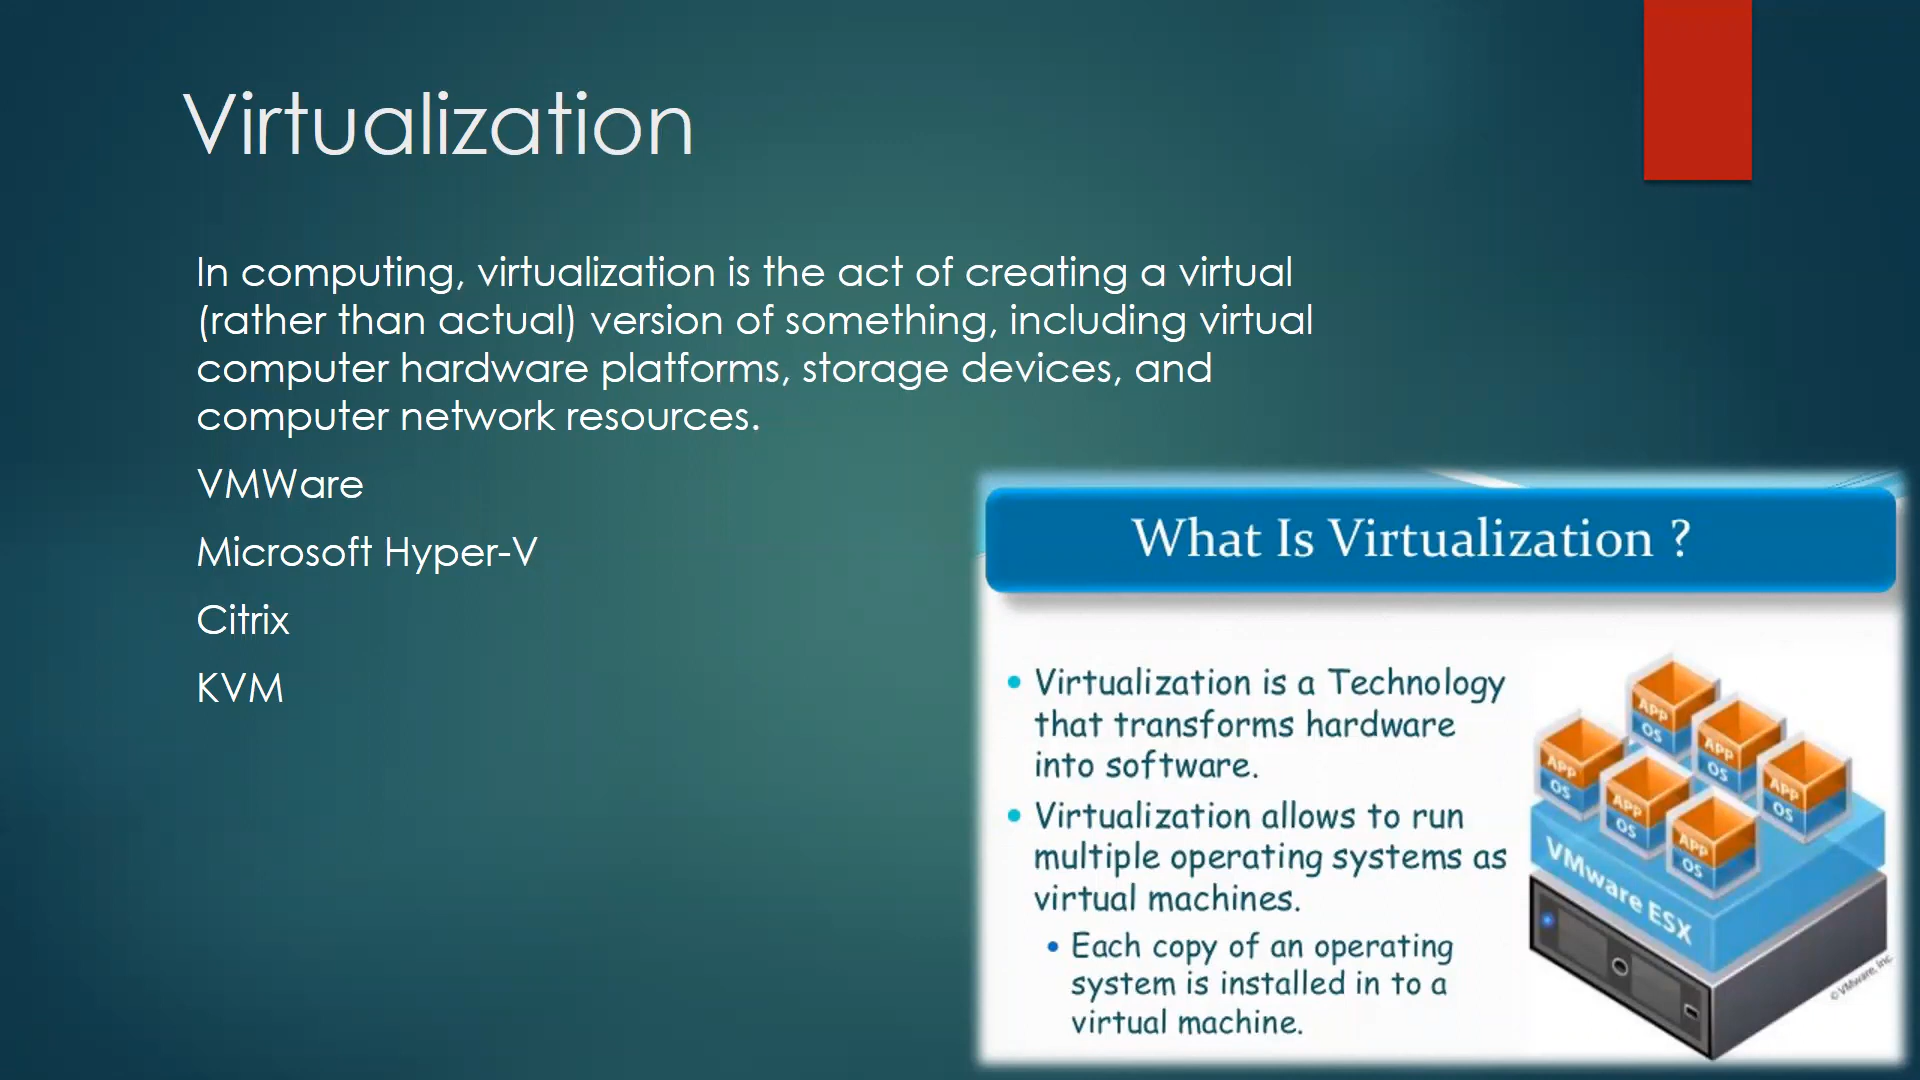 Virtualization
In computing, virtualization is the act of creating a virtual
(rather than actual) version of something, including virtual
computer hardware platforms, storage devices, and
computer network resources.
VMWare
Microsoft Hyper-V
Citrix
KVM
What Is Virtualization ?
• Virtualization is a Technology
that transforms hardware
into software.
• Virtualization allows to run
multiple operating systems as
virtual machines.
• Each copy of an operating
system is installed in to a
virtual machine.
APP
OS
APP
OS
APP
OS
APP
OS
APP
OS
APP
OS
VMware ESX
© VMware, Inc.